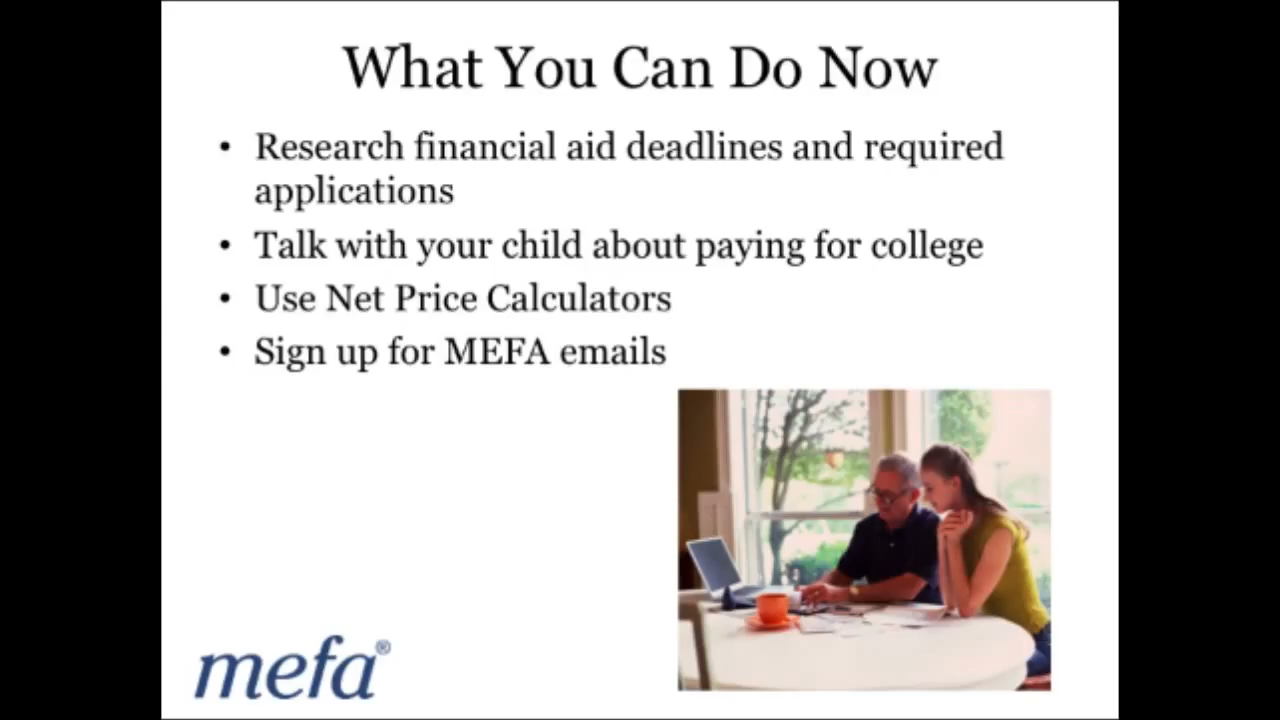 What You Can Do Now
• Research financial aid deadlines and required
applications
• Talk with your child about paying for college
• Use Net Price Calculators
• Sign up for MEFA emails
mefa®